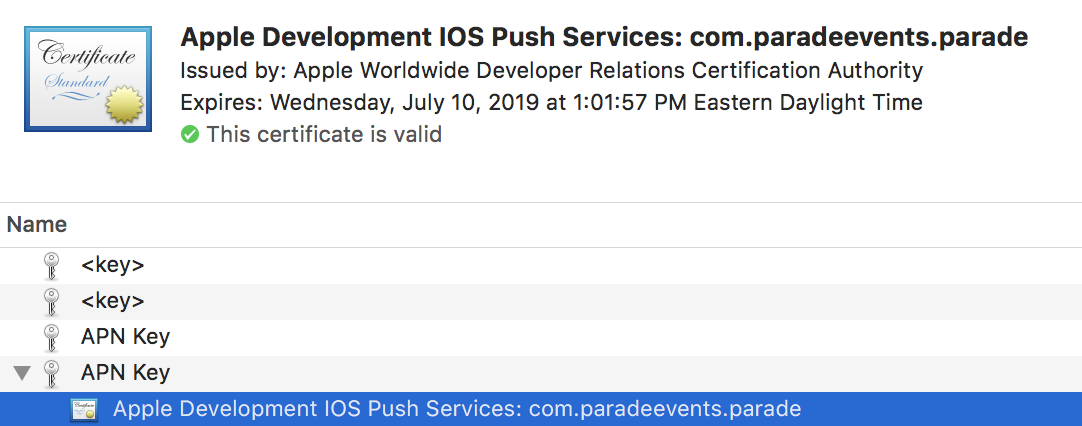 Certificate
Standard
Apple Development IOS Push Services: com.paradeevents.parade
Issued by: Apple Worldwide Developer Relations Certification Authority
Expires: Wednesday, July 10, 2019 at 1:01:57 PM Eastern Daylight Time
This certificate is valid
Name
<key>
<key>
APN Key
APN Key
Apple Development IOS Push Services: com.paradeevents.parade